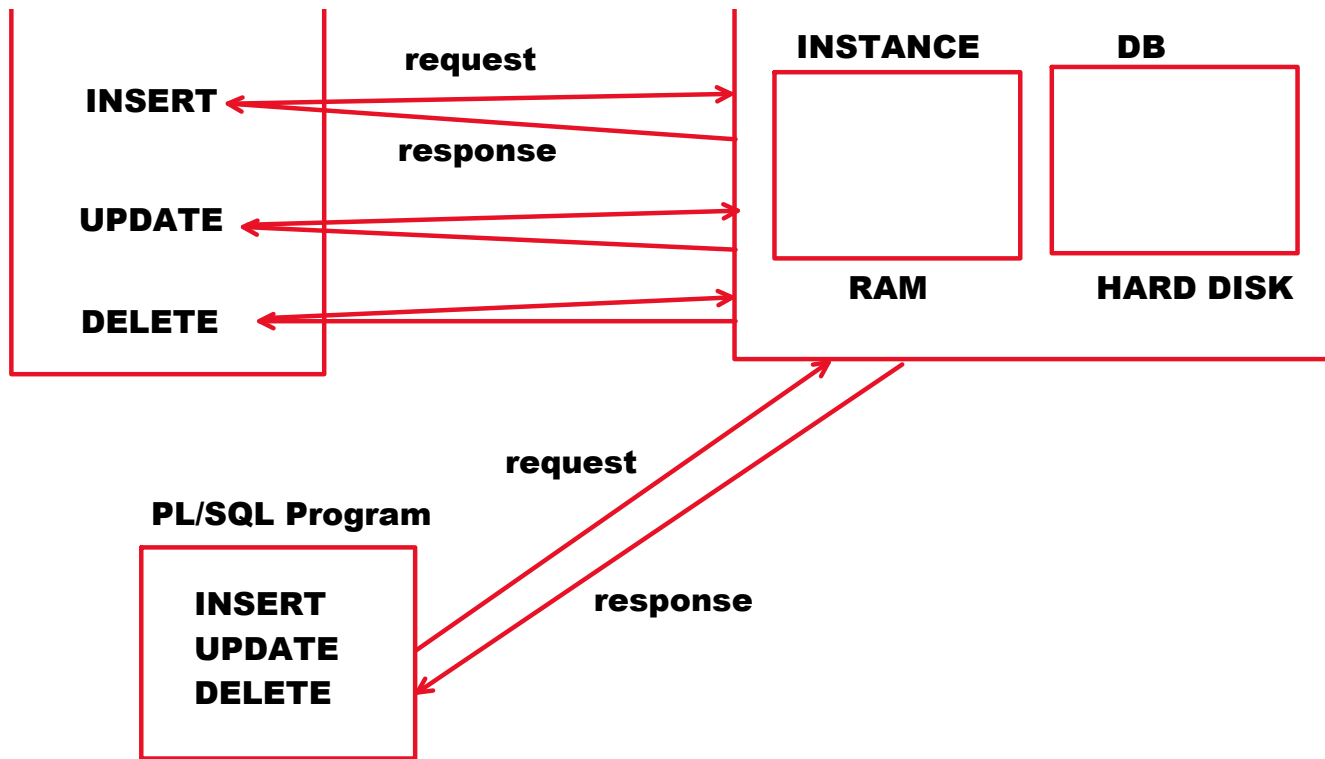 INSTANCE DB
request
INSERT
response
UPDATE
RAM HARD DISK
DELETE
request
PL/SQL Program
INSERT
UPDATE
DELETE
response